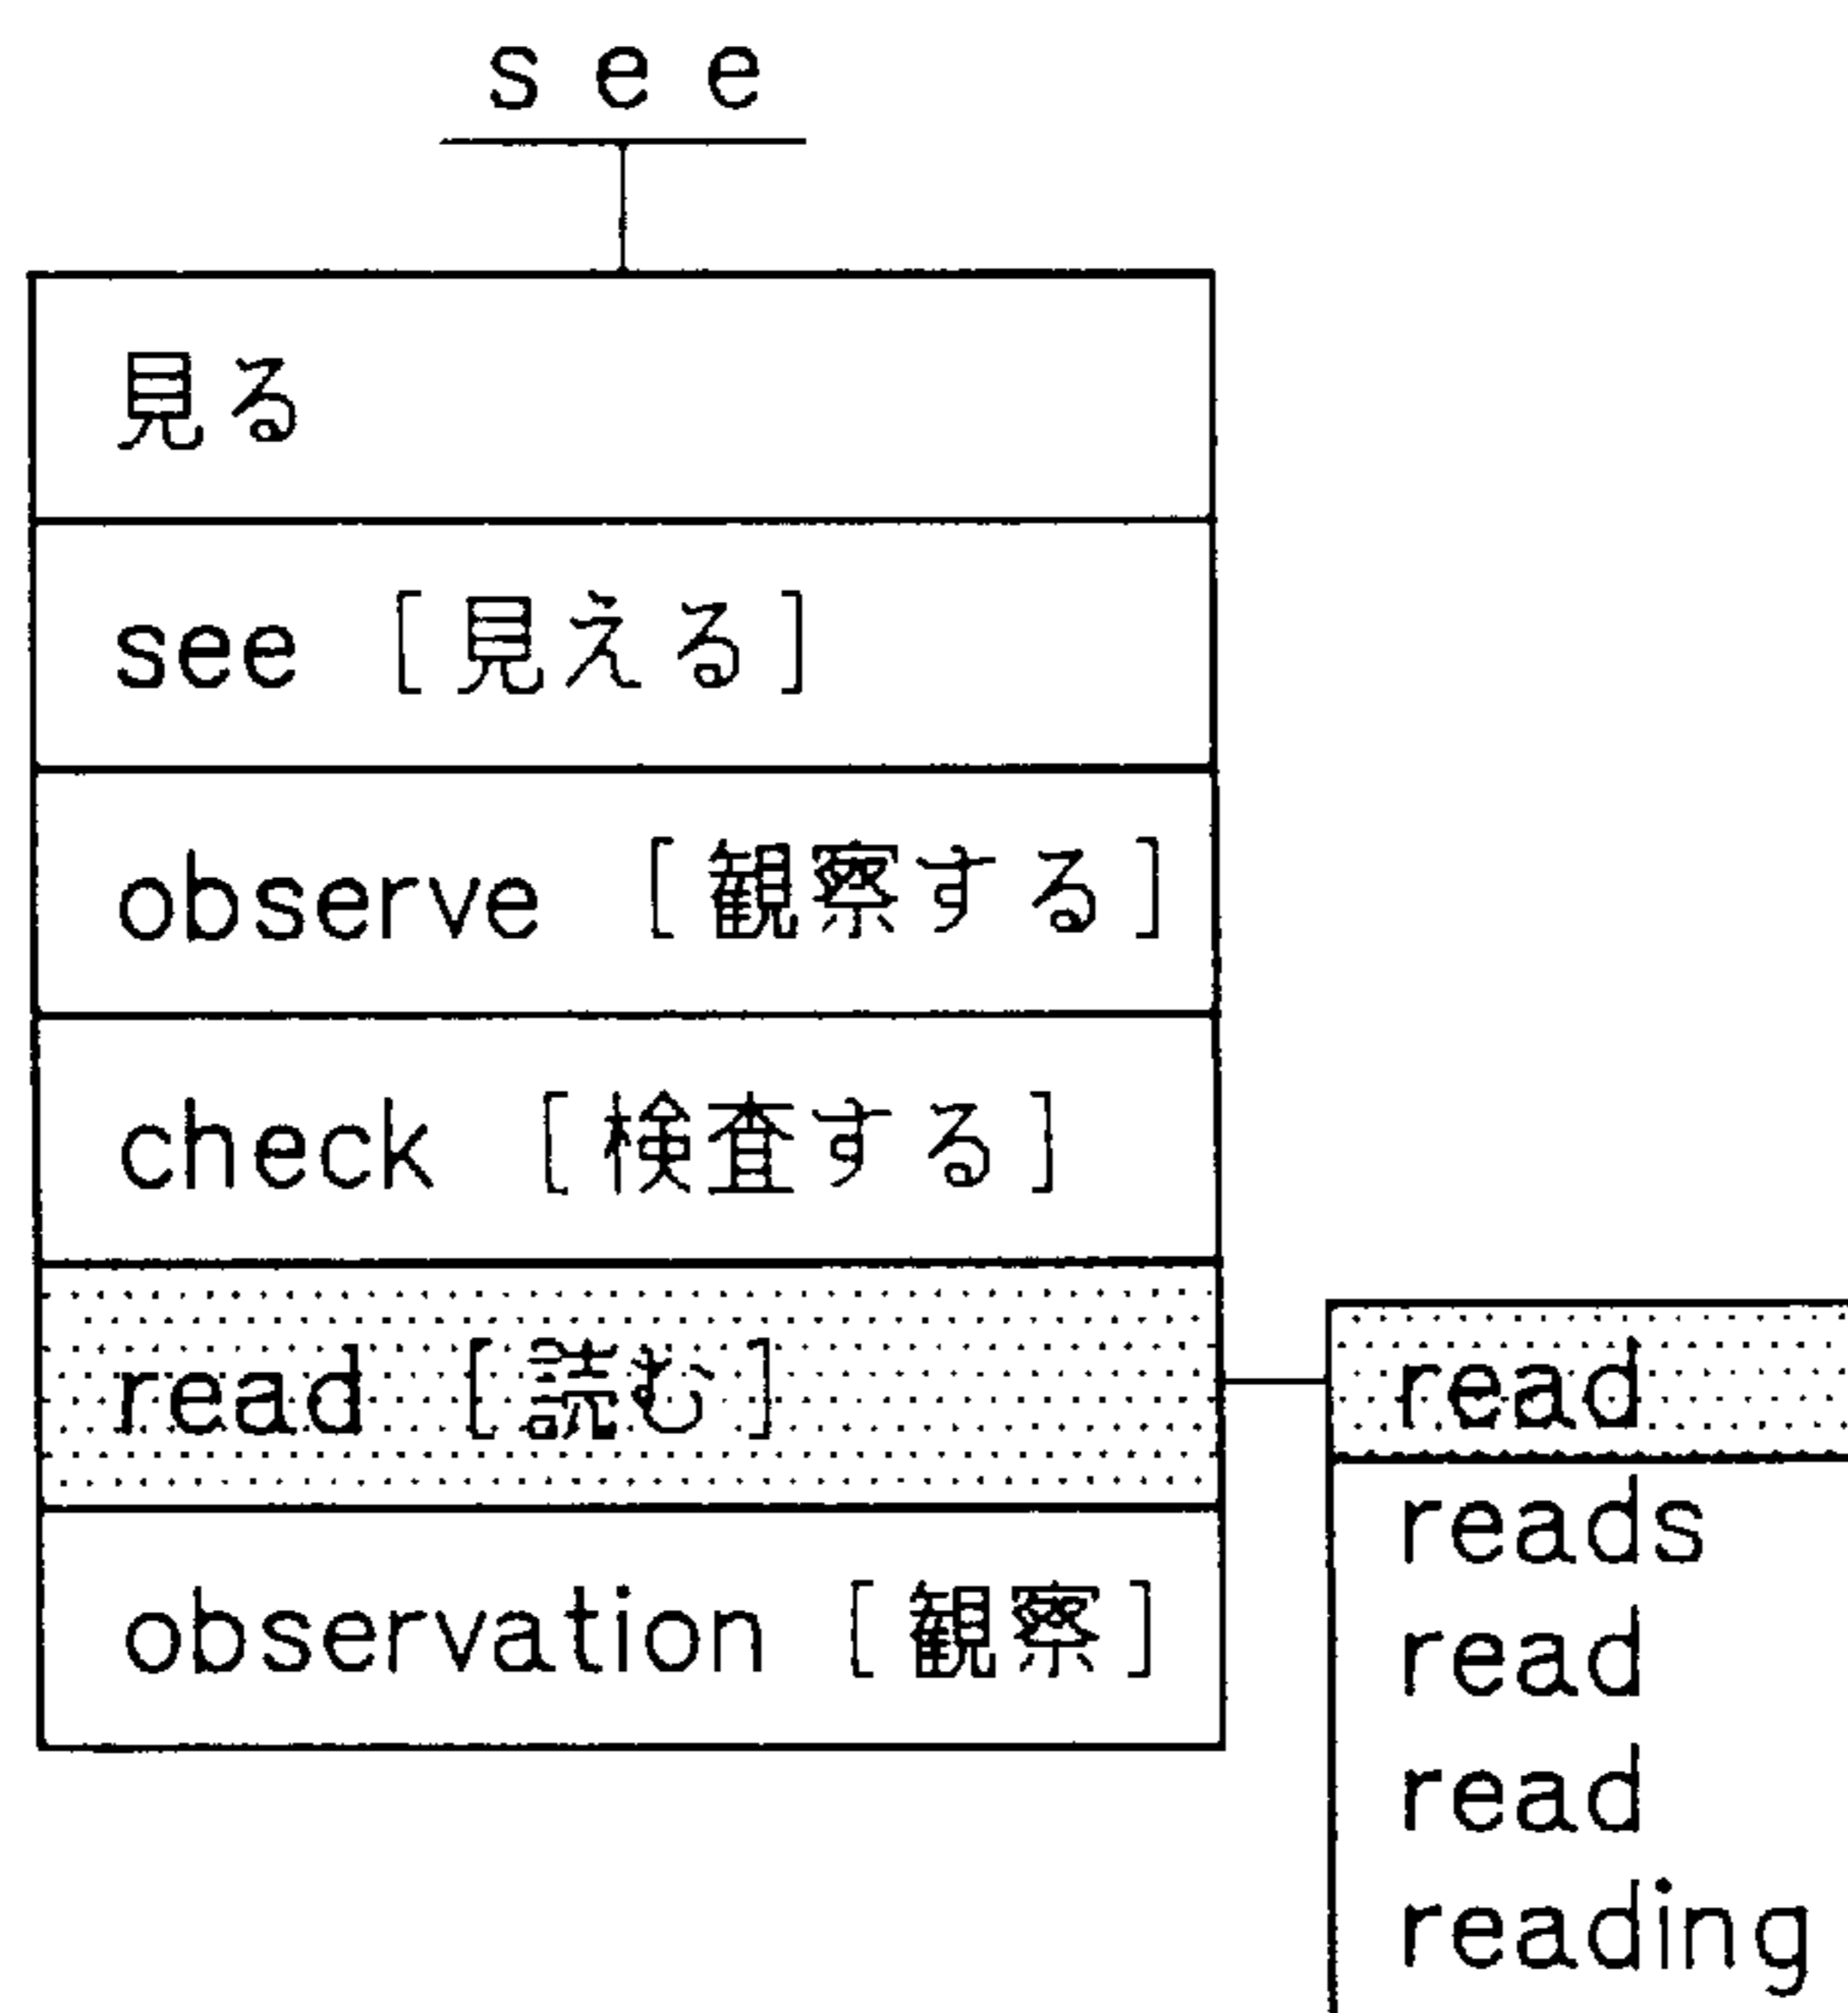 see
見る
see [見える]
observe [観察する]
check [検査する]
read [読む]
observation [観察]
read
reads
read
read
reading